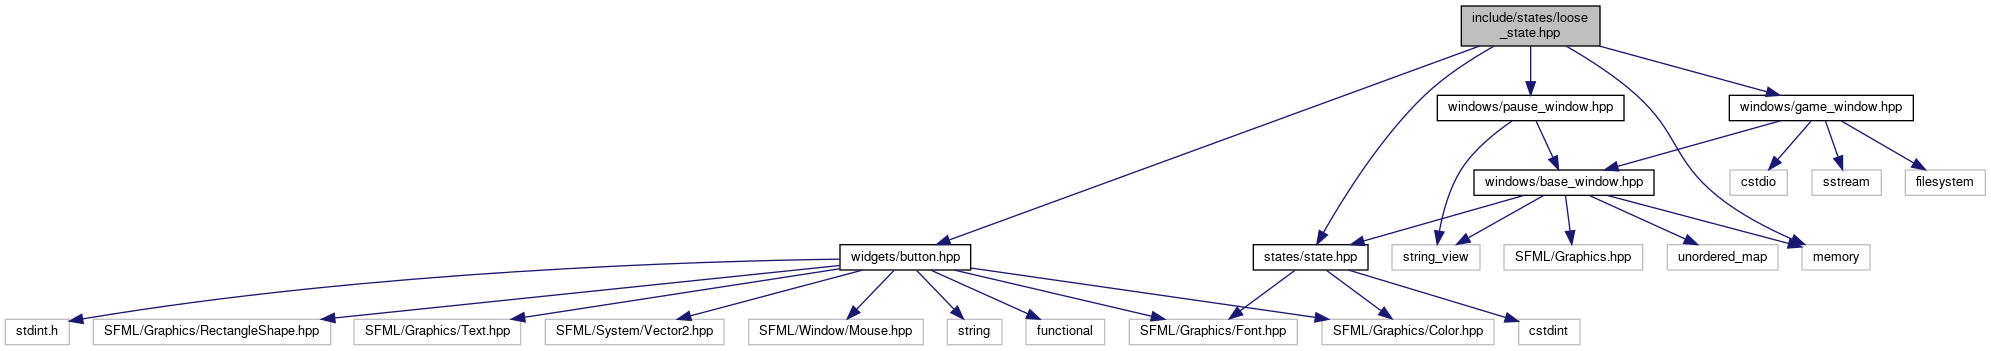 include/states/loose
_state.hpp
windows/pause_window.hpp
windows/game_window.hpp
windows/base_window.hpp
cstdio
sstream
filesystem
widgets/button.hpp
states/state.hpp
string_view
SFML/Graphics.hpp
unordered_map
memory
stdint.h
SFML/Graphics/RectangleShape.hpp
SFML/Graphics/Text.hpp
SFML/System/Vector2.hpp
SFML/Window/Mouse.hpp
string
functional
SFML/Graphics/Font.hpp
SFML/Graphics/Color.hpp
cstdint